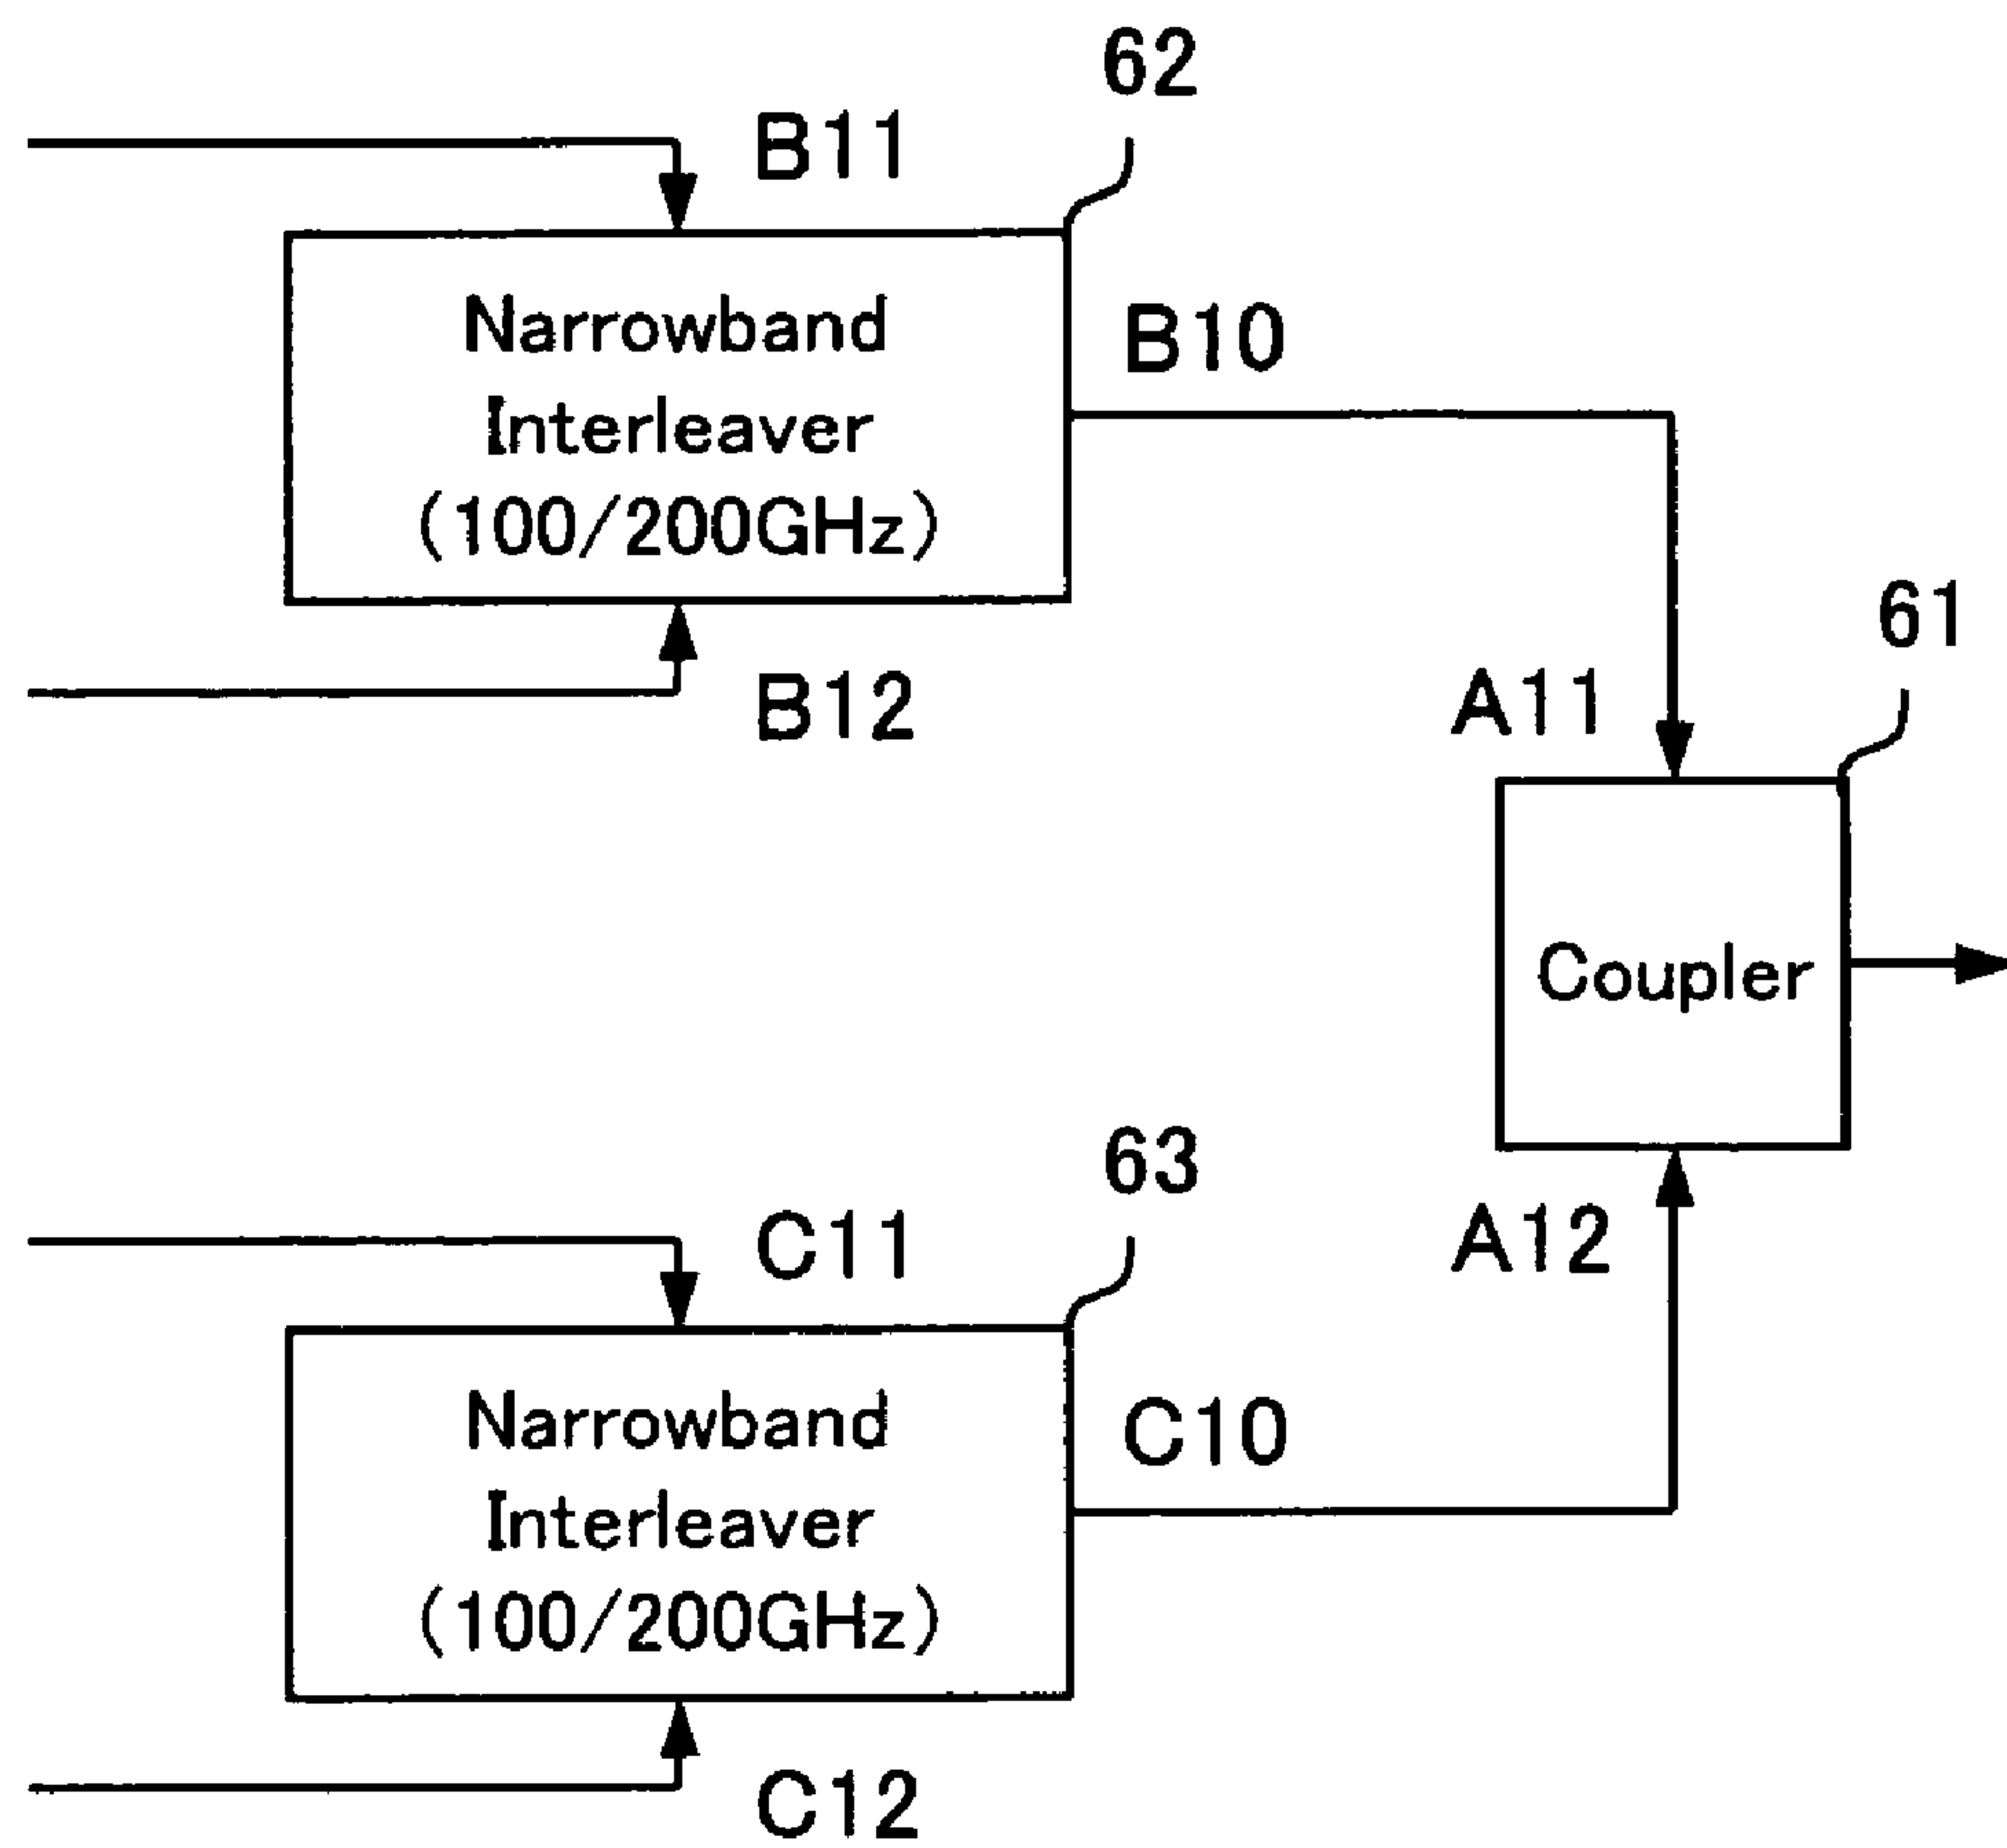 62
B11
Narrowband
Interleaver
(100/200GHz)
B10
B12
61
A11
Coupler
63
A12
C11
Narrowband
Interleaver
(100/200GHz)
C10
C12